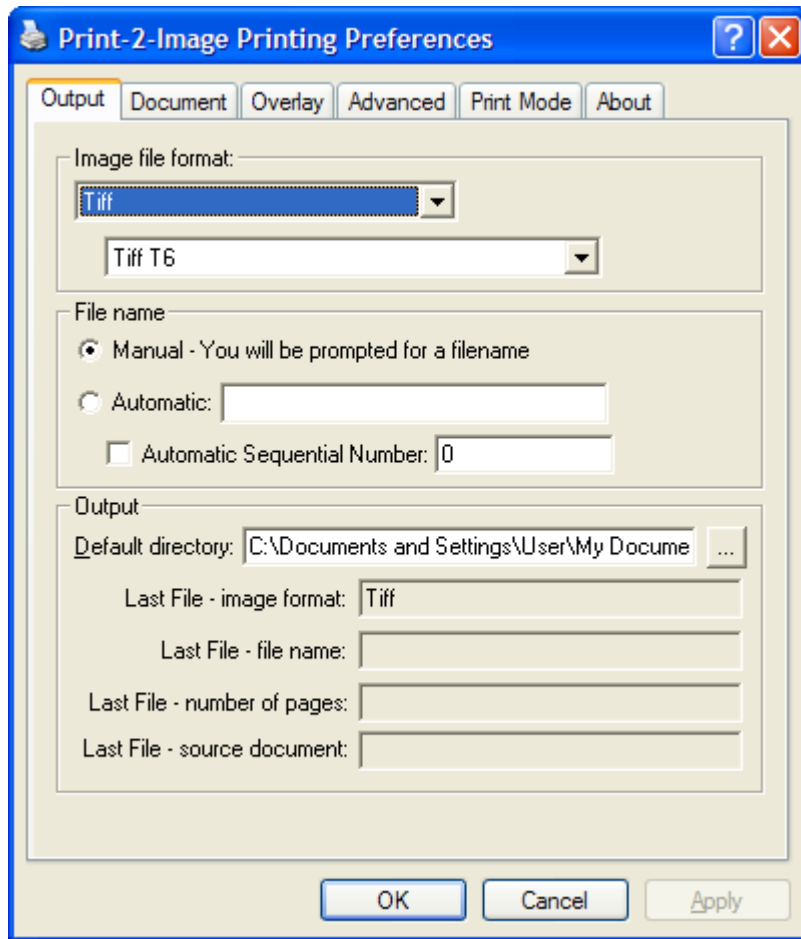 Print-2-Image Printing Preferences
Output Document Overlay Advanced Print Mode About
Image file format:
Tiff
Tiff T6
File name
Manual - You will be prompted for a filename
Automatic:
Automatic Sequential Number: 0
Output
Default directory: C:\Documents and Settings\User\My Docume ...
Last File - image format: Tiff
Last File - file name:
Last File - number of pages:
Last File - source document:
OK Cancel Apply